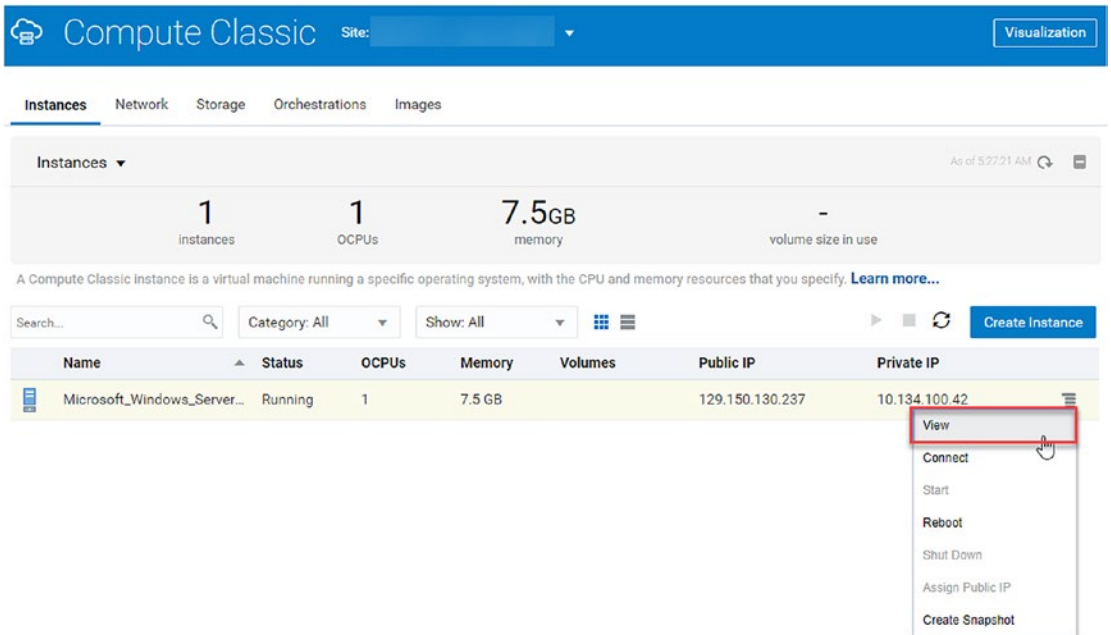 Compute Classic Site: Visualization
Instances Network Storage Orchestrations Images
Instances As of 5:27:21 AM
1 1 7.5GB -
instances OCPUs memory volume size in use
A Compute Classic instance is a virtual machine running a specific operating system, with the CPU and memory resources that you specify. Learn more...
Search... Category: All Show: All Create Instance
Name Status OCPUs Memory Volumes Public IP Private IP
Microsoft_Windows_Server... Running 1 7.5 GB 129.150.130.237 10.134.100.42
View
Connect
Start
Reboot
Shut Down
Assign Public IP
Create Snapshot